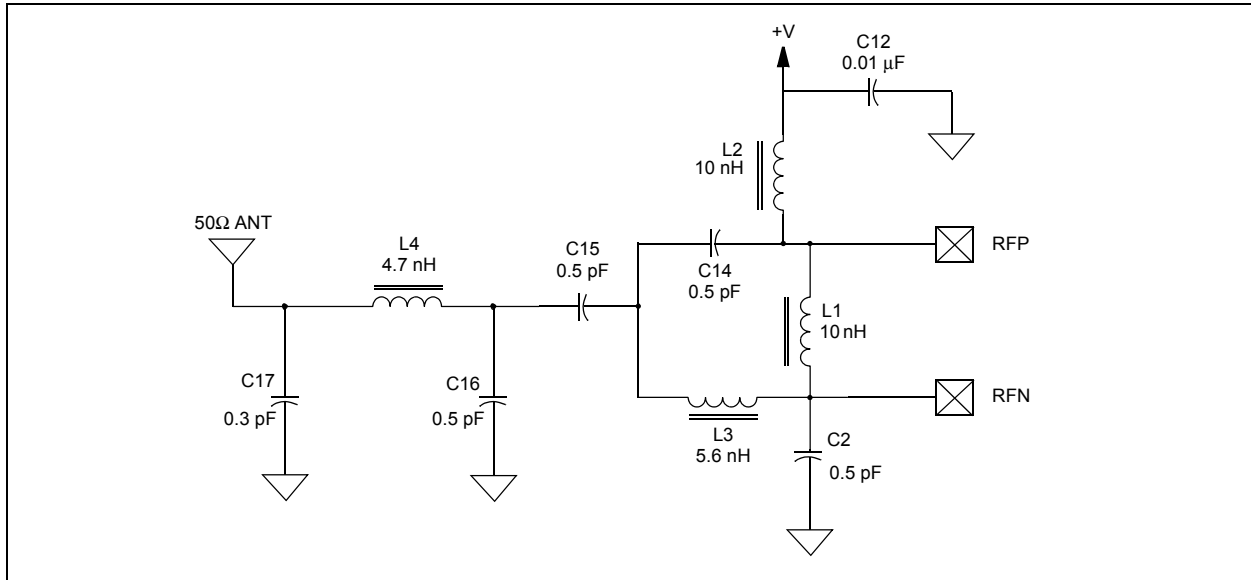 +V
C12
0.01 µF
L2
10 nH
50Ω ANT
L4
4.7 nH
C15
0.5 pF
C14
0.5 pF
RFP
L1
10 nH
C17
0.3 pF
C16
0.5 pF
L3
5.6 nH
RFN
C2
0.5 pF